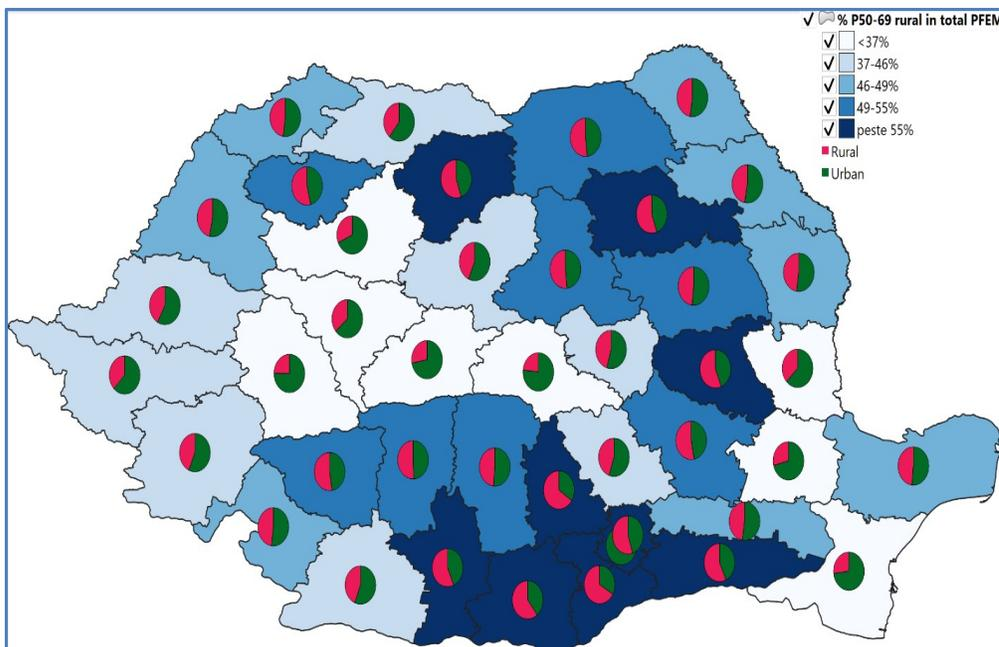 % P50-69 rural in total PFEM
<37%
37-46%
46-49%
49-55%
peste 55%
Rural
Urban